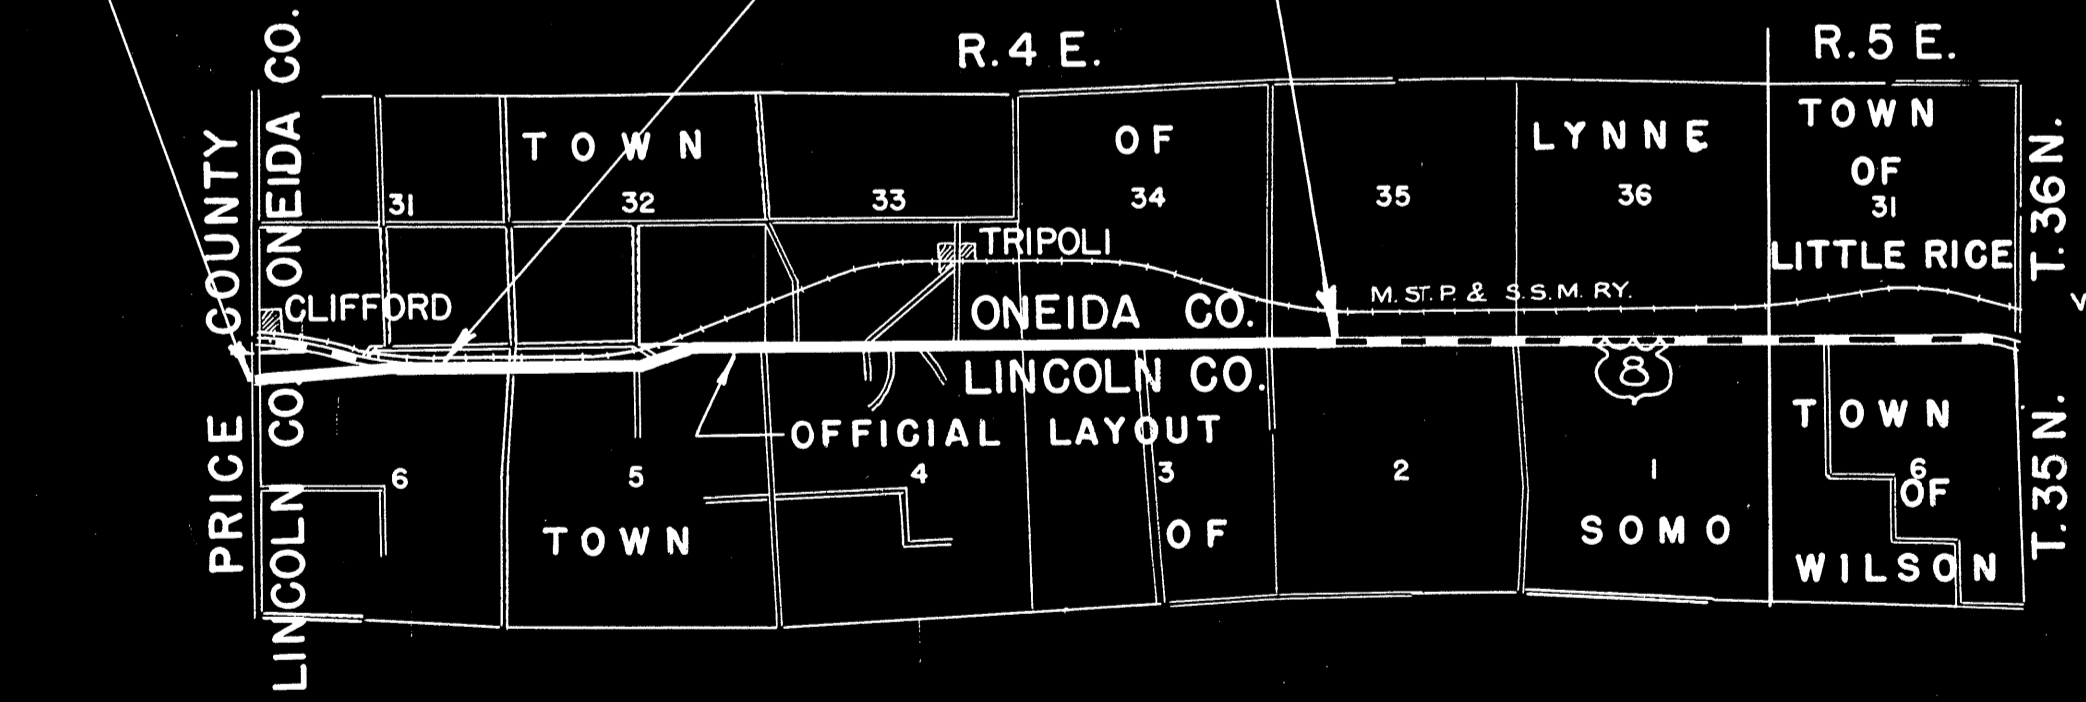 R. 4 E.
R. 5 E.
PRICE COUNTY
LINCOLN CO.
ONEIDA CO.
TOWN OF LYNNE
TOWN
OF
31
LITTLE RICE
T. 36 N.
31
32
33
34
35
36
TRIPOLI
CLIFFORD
ONEIDA CO.
M. ST. P. & S. S. M. RY.
LINCOLN CO.
8
OFFICIAL LAYOUT
6
5
4
3
2
1
TOWN OF SOMO
TOWN
6
OF
WILSON
T. 35 N.